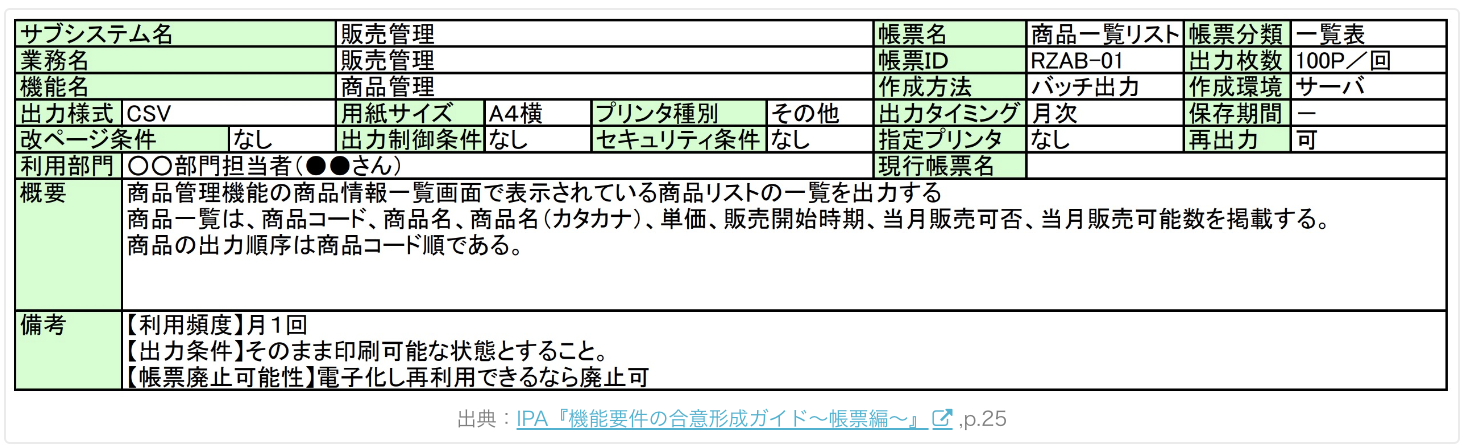 サブシステム名 販売管理 帳票名 商品一覧リスト 帳票分類 一覧表
業務名 販売管理 帳票ID RZAB-01 出力枚数 100P／回
機能名 商品管理 作成方法 バッチ出力 作成環境 サーバ
出力様式 CSV 用紙サイズ A4横 プリンタ種別 その他 出力タイミング 月次 保存期間 －
改ページ条件 なし 出力制御条件 なし セキュリティ条件 なし 指定プリンタ なし 再出力 可
利用部門 〇〇部門担当者（●●さん） 現行帳票名
概要 商品管理機能の商品情報一覧画面で表示されている商品リストの一覧を出力する
商品一覧は、商品コード、商品名、商品名（カタカナ）、単価、販売開始時期、当月販売可否、当月販売可能数を掲載する。
商品の出力順序は商品コード順である。
備考 【利用頻度】月１回
【出力条件】そのまま印刷可能な状態とすること。
【帳票廃止可能性】電子化し再利用できるなら廃止可
出典：IPA『機能要件の合意形成ガイド～帳票編～』 ,p.25